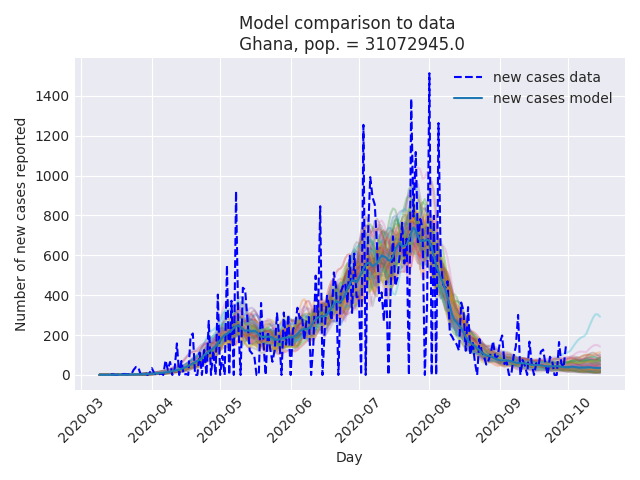 Model comparison to data
Ghana, pop. = 31072945.0
new cases data
new cases model
Number of new cases reported
1400
1200
1000
800
600
400
200
0
2020-03
2020-04
2020-05
2020-06
2020-07
2020-08
2020-09
2020-10
Day